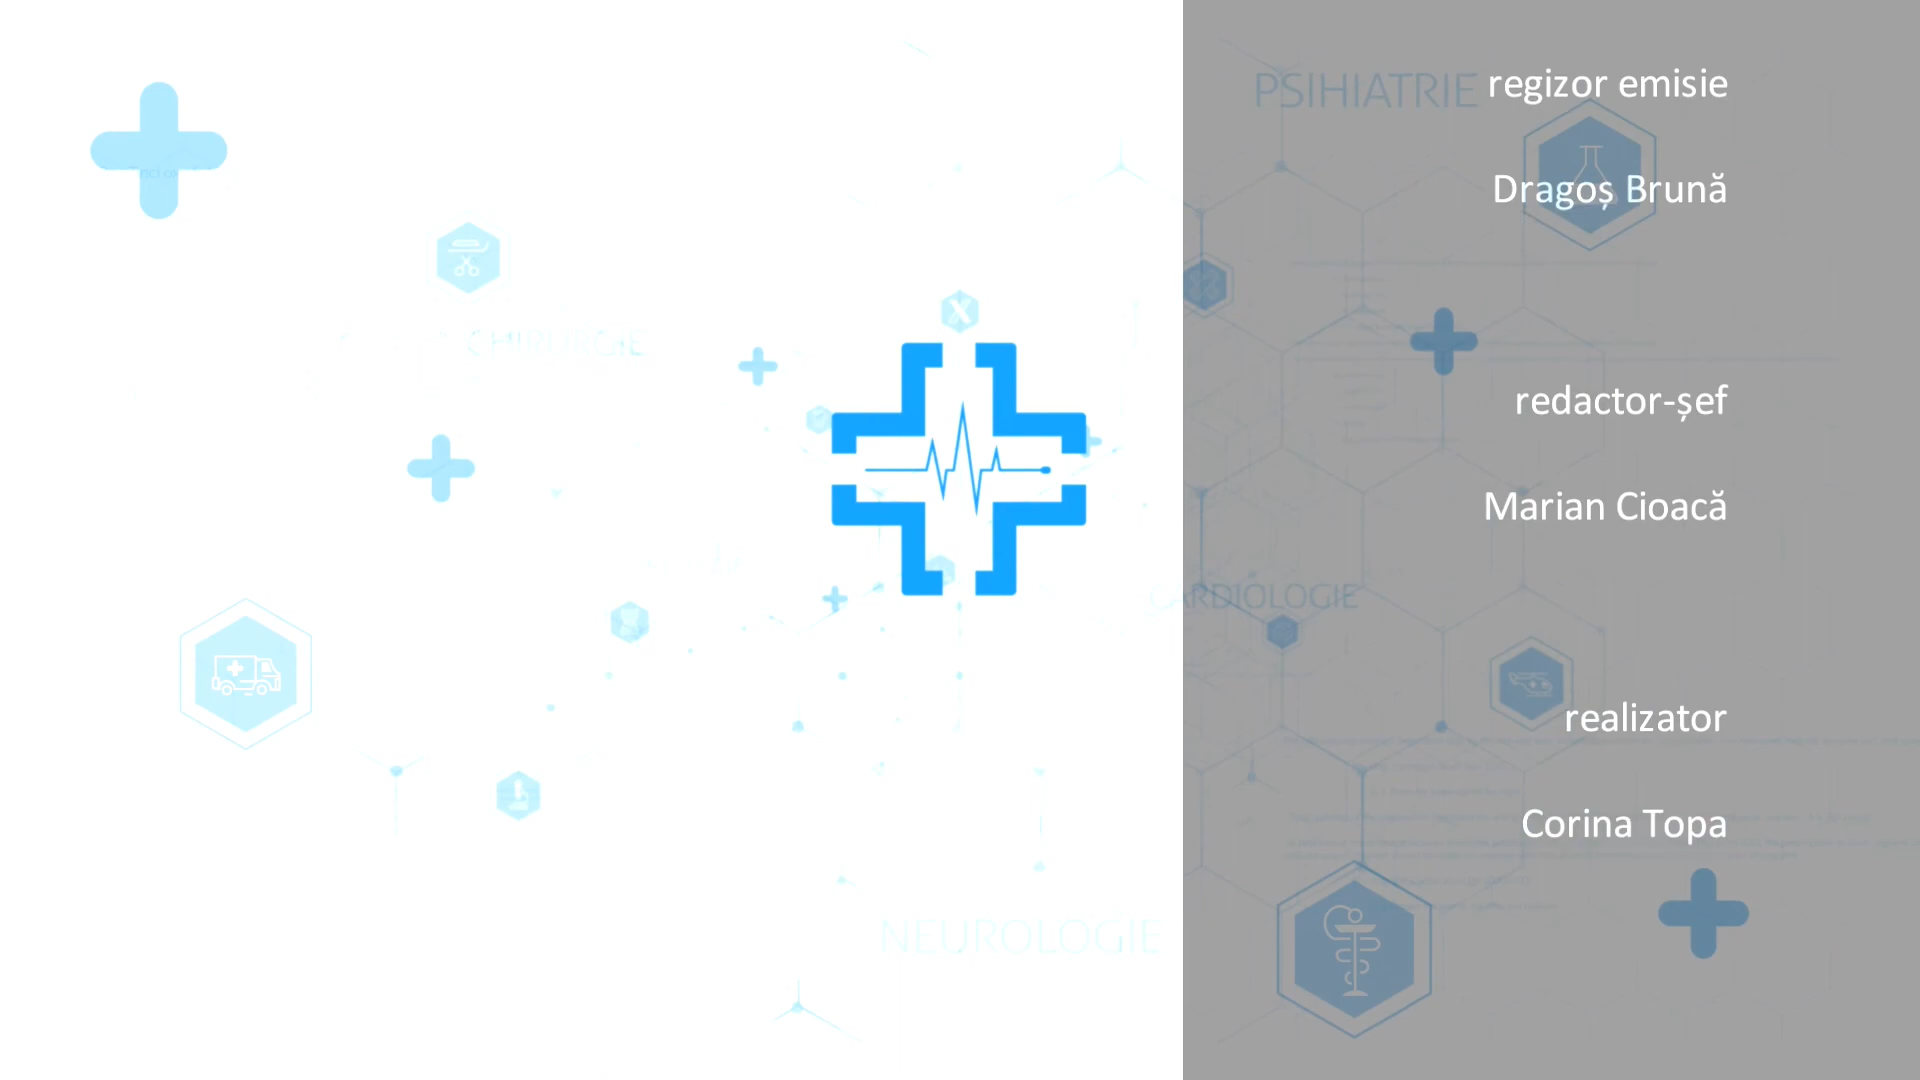 PSIHIATRIE
regizor emisie
Dragoș Brună
CHIRURGIE
redactor-șef
Marian Cioacă
CARDIOLOGIE
realizator
Corina Topa
NEUROLOGIE